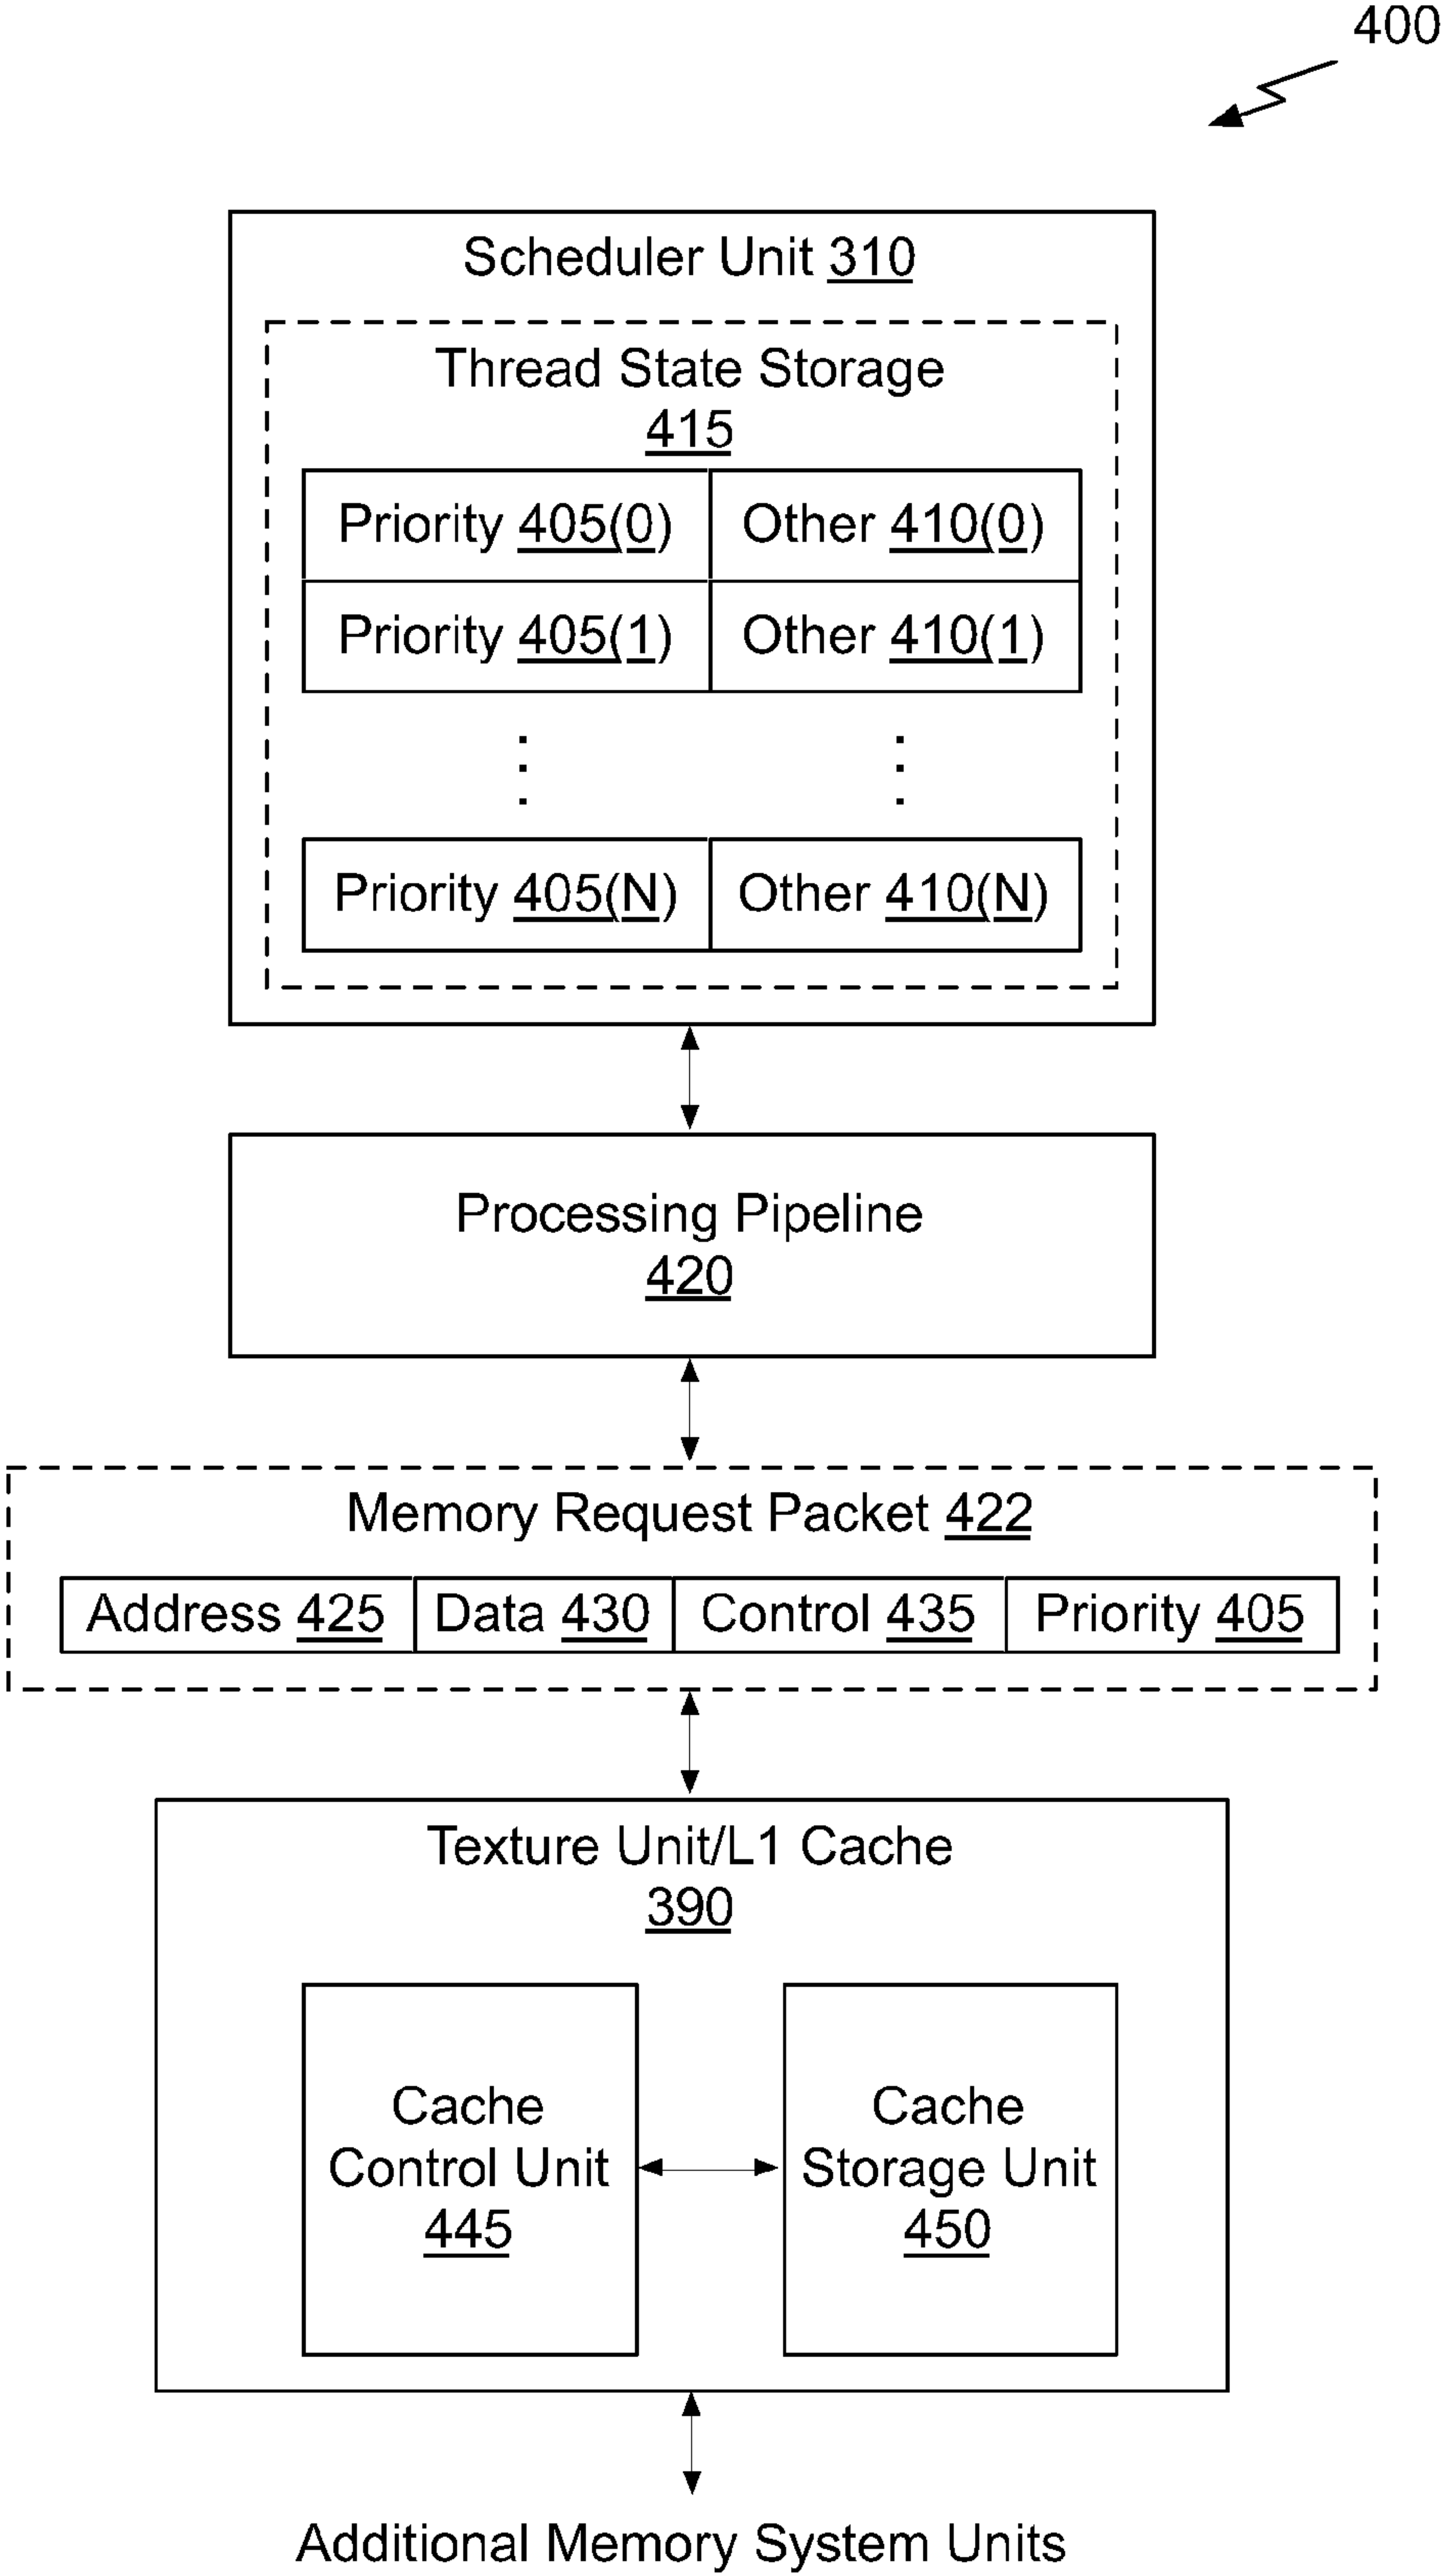 400
Scheduler Unit 310
Thread State Storage
415
Priority 405(0) Other 410(0)
Priority 405(1) Other 410(1)
Priority 405(N) Other 410(N)
Processing Pipeline
420
Memory Request Packet 422
Address 425 Data 430 Control 435 Priority 405
Texture Unit/L1 Cache
390
Cache
Control Unit
445
Cache
Storage Unit
450
Additional Memory System Units